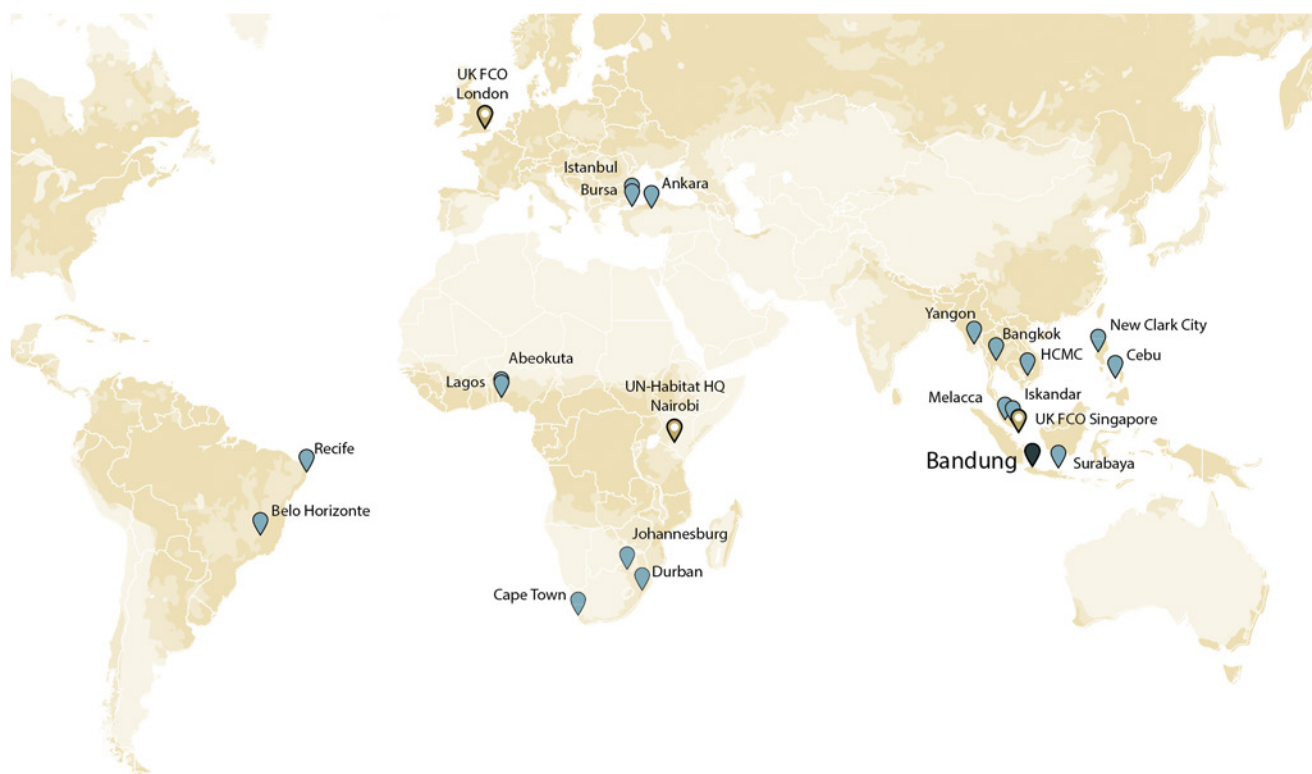 UK FCO
London
Istanbul
Bursa
Ankara
Yangon
Bangkok
New Clark City
HCMC
Cebu
Abeokuta
Lagos
UN-Habitat HQ
Nairobi
Melacca
Iskandar
UK FCO Singapore
Recife
Bandung
Surabaya
Belo Horizonte
Johannesburg
Durban
Cape Town